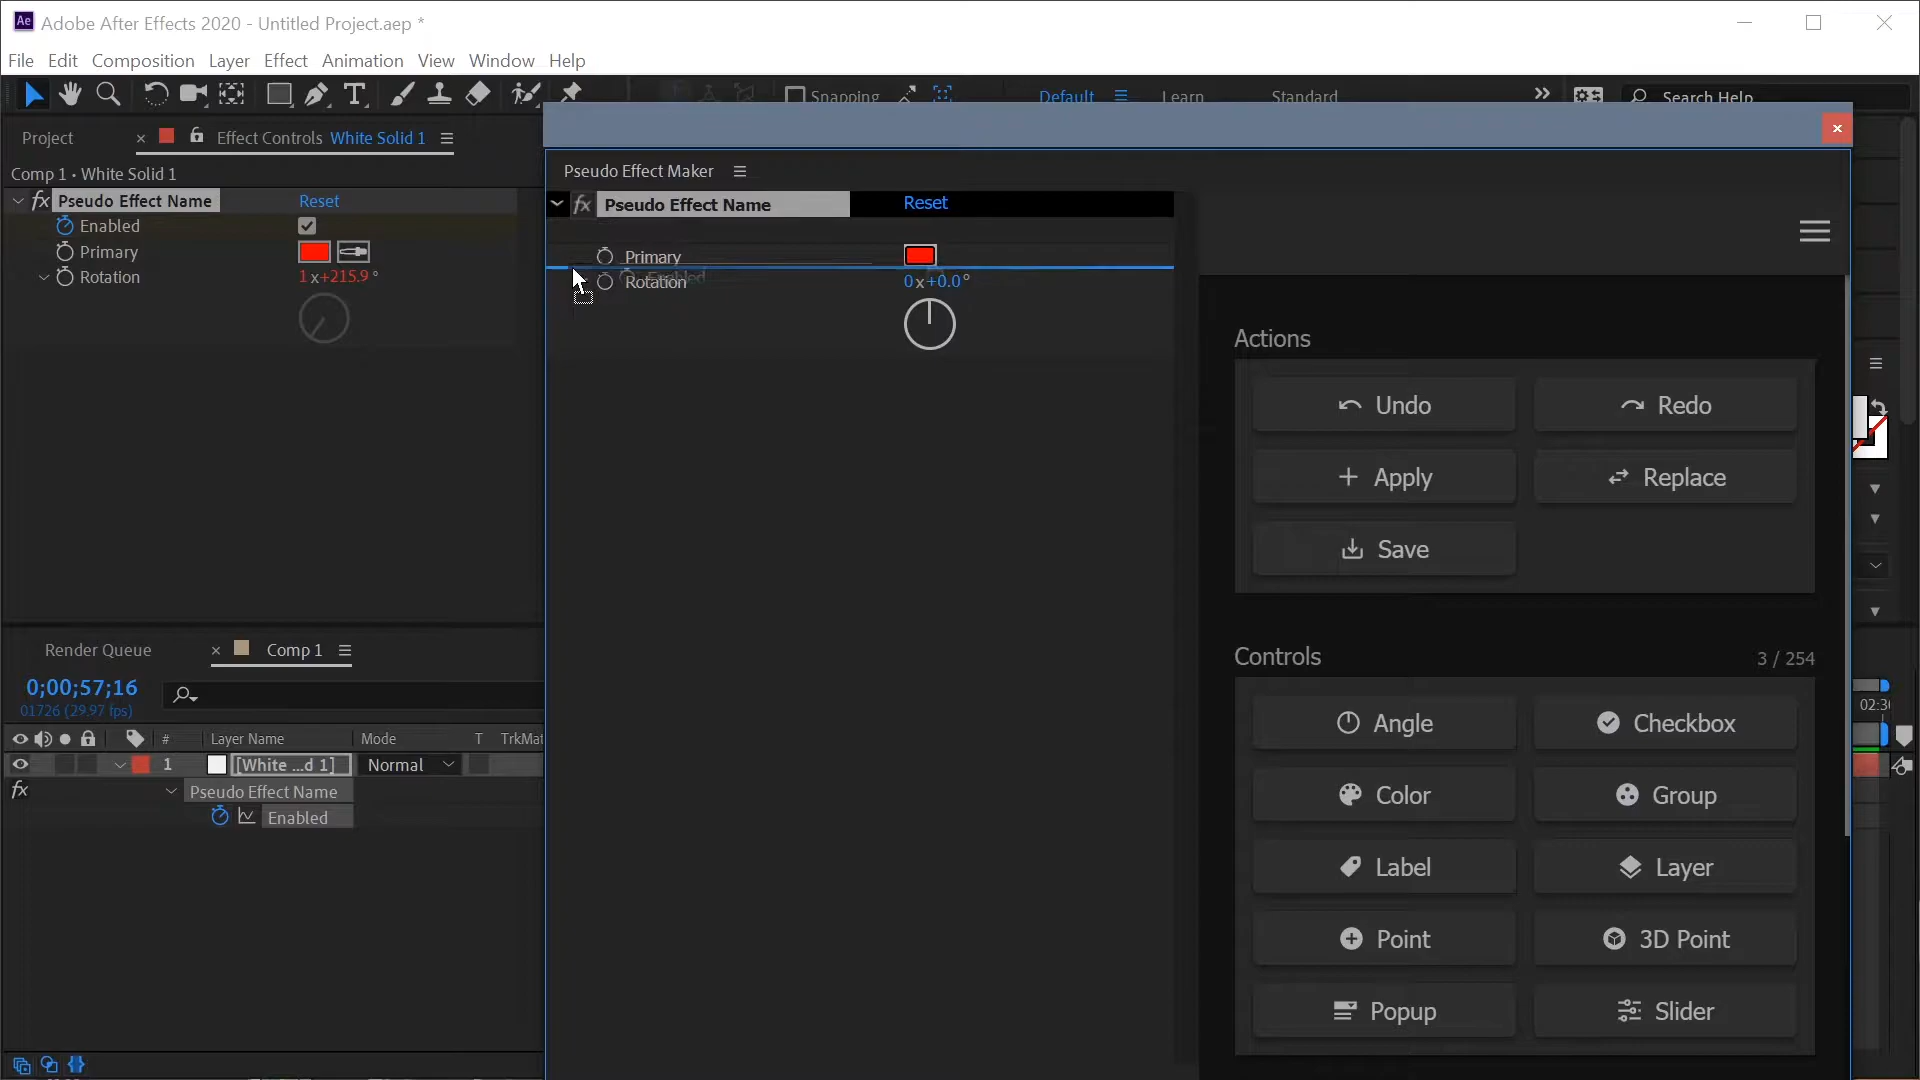 Ae Adobe After Effects 2020 - Untitled Project.aep *
File Edit Composition Layer Effect Animation View Window Help
Snapping Default Learn Standard Search Help
Project × Effect Controls White Solid 1
Comp 1 • White Solid 1
fx Pseudo Effect Name Reset
Enabled
Primary
Rotation 1x+215.9°
Pseudo Effect Maker
fx Pseudo Effect Name Reset
Primary
Enabled
Rotation 0x+0.0°
Actions
Undo Redo
Apply Replace
Save
Controls 3 / 254
Angle Checkbox
Color Group
Label Layer
Point 3D Point
Popup Slider
Render Queue × Comp 1
0;00;57;16
01726 (29.97 fps)
# Layer Name Mode T TrkMat
1 [White ...d 1] Normal
fx Pseudo Effect Name
Enabled